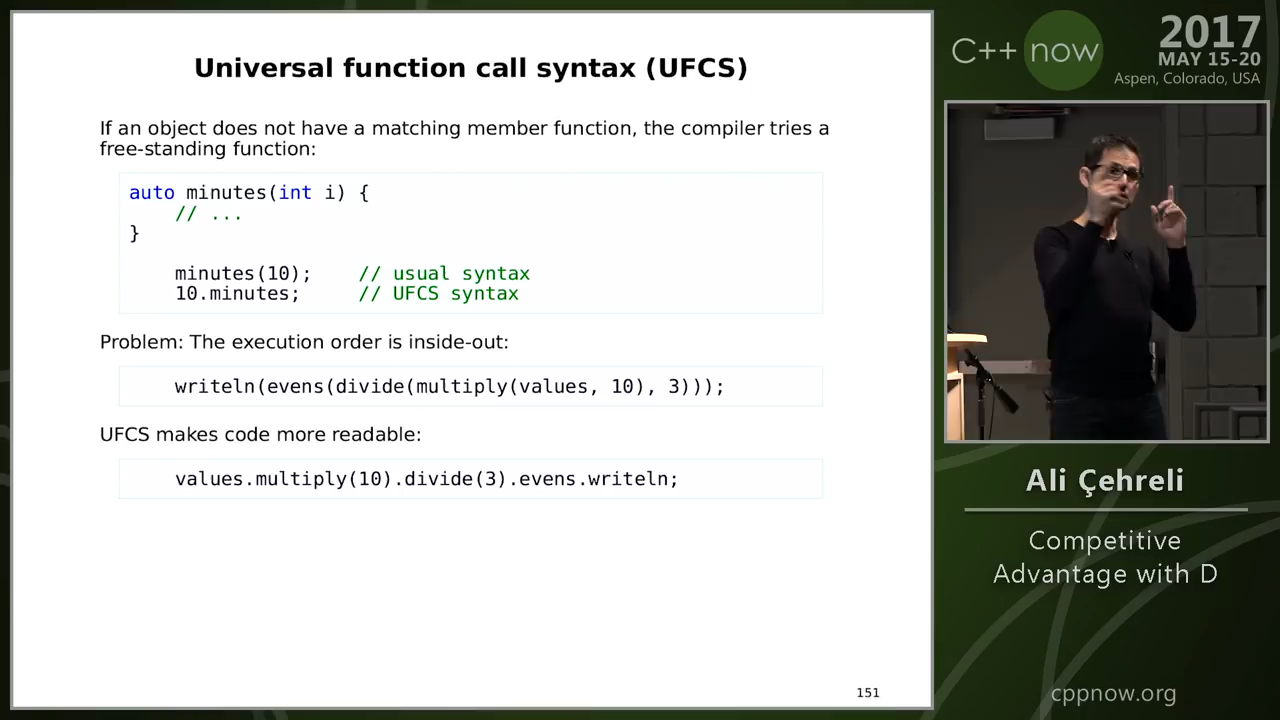 Universal function call syntax (UFCS)
If an object does not have a matching member function, the compiler tries a
free-standing function:
auto minutes(int i) {
// ...
}
minutes(10); // usual syntax
10.minutes; // UFCS syntax
Problem: The execution order is inside-out:
writeln(evens(divide(multiply(values, 10), 3)));
UFCS makes code more readable:
values.multiply(10).divide(3).evens.writeln;
151
C++ now
2017
MAY 15-20
Aspen, Colorado, USA
Ali Çehreli
Competitive
Advantage with D
cppnow.org